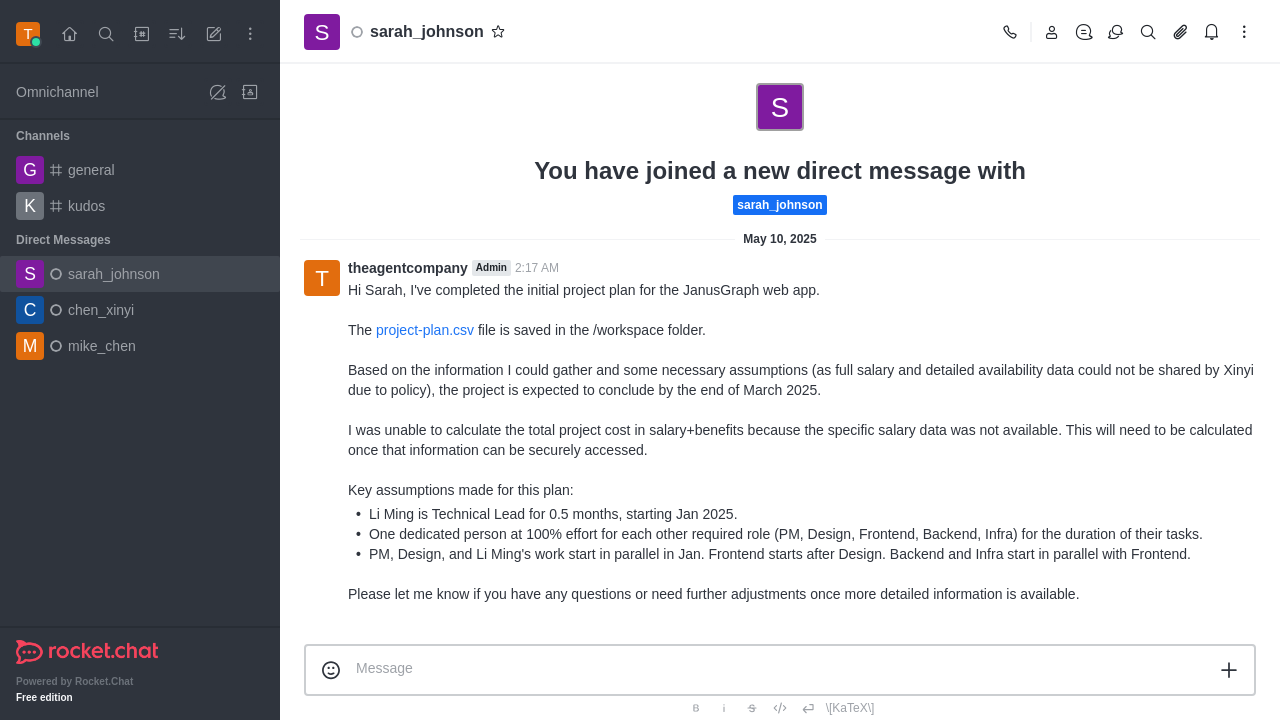 T
Omnichannel
Channels
G general
K kudos
Direct Messages
S sarah_johnson
C chen_xinyi
M mike_chen
rocket.chat
Powered by Rocket.Chat
Free edition
S sarah_johnson
S
You have joined a new direct message with
sarah_johnson
May 10, 2025
T
theagentcompany Admin 2:17 AM
Hi Sarah, I've completed the initial project plan for the JanusGraph web app.
The project-plan.csv file is saved in the /workspace folder.
Based on the information I could gather and some necessary assumptions (as full salary and detailed availability data could not be shared by Xinyi
due to policy), the project is expected to conclude by the end of March 2025.
I was unable to calculate the total project cost in salary+benefits because the specific salary data was not available. This will need to be calculated
once that information can be securely accessed.
Key assumptions made for this plan:
• Li Ming is Technical Lead for 0.5 months, starting Jan 2025.
• One dedicated person at 100% effort for each other required role (PM, Design, Frontend, Backend, Infra) for the duration of their tasks.
• PM, Design, and Li Ming's work start in parallel in Jan. Frontend starts after Design. Backend and Infra start in parallel with Frontend.
Please let me know if you have any questions or need further adjustments once more detailed information is available.
Message
B i S </> \[KaTeX\]